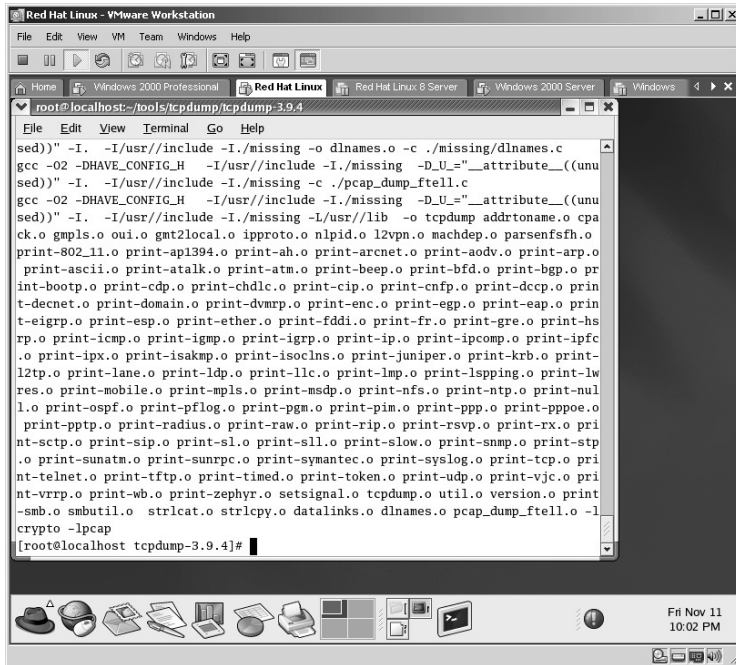 Red Hat Linux - VMware Workstation
File Edit View VM Team Windows Help
Home Windows 2000 Professional Red Hat Linux Red Hat Linux 8 Server Windows 2000 Server Windows
root@localhost:~/tools/tcpdump/tcpdump-3.9.4
File Edit View Terminal Go Help
sed))" -I. -I/usr//include -I./missing -o dlnames.o -c ./missing/dlnames.c
gcc -O2 -DHAVE_CONFIG_H -I/usr//include -I./missing -D_U_="__attribute__((unu
sed))" -I. -I/usr//include -I./missing -c ./pcap_dump_ftell.c
gcc -O2 -DHAVE_CONFIG_H -I/usr//include -I./missing -D_U_="__attribute__((unu
sed))" -I. -I/usr//include -I./missing -L/usr//lib -o tcpdump addrtoname.o cpa
ck.o gmpls.o oui.o gmt2local.o ipproto.o nlpid.o l2vpn.o machdep.o parsenfsfh.o
print-802_11.o print-ap1394.o print-ah.o print-arcnet.o print-aodv.o print-arp.o
print-ascii.o print-atalk.o print-atm.o print-beep.o print-bfd.o print-bgp.o pr
int-bootp.o print-cdp.o print-chdlc.o print-cip.o print-cnfp.o print-dccp.o prin
t-decnet.o print-domain.o print-dvmrp.o print-enc.o print-egp.o print-eap.o prin
t-eigrp.o print-esp.o print-ether.o print-fddi.o print-fr.o print-gre.o print-hs
rp.o print-icmp.o print-igmp.o print-igrp.o print-ip.o print-ipcomp.o print-ipfc
.o print-ipx.o print-isakmp.o print-isoclns.o print-juniper.o print-krb.o print-
l2tp.o print-lane.o print-ldp.o print-llc.o print-lmp.o print-lspping.o print-lw
res.o print-mobile.o print-mpls.o print-msdp.o print-nfs.o print-ntp.o print-nul
l.o print-ospf.o print-pflog.o print-pgm.o print-pim.o print-ppp.o print-pppoe.o
print-pptp.o print-radius.o print-raw.o print-rip.o print-rsvp.o print-rx.o pri
nt-sctp.o print-sip.o print-sl.o print-sll.o print-slow.o print-snmp.o print-stp
.o print-sunatm.o print-sunrpc.o print-symantec.o print-syslog.o print-tcp.o pri
nt-telnet.o print-tftp.o print-timed.o print-token.o print-udp.o print-vjc.o pri
nt-vrrp.o print-wb.o print-zephyr.o setsignal.o tcpdump.o util.o version.o print
-smb.o smbutil.o strlcat.o strlcpy.o datalinks.o dlnames.o pcap_dump_ftell.o -l
crypto -lpcap
[root@localhost tcpdump-3.9.4]#
Fri Nov 11
10:02 PM